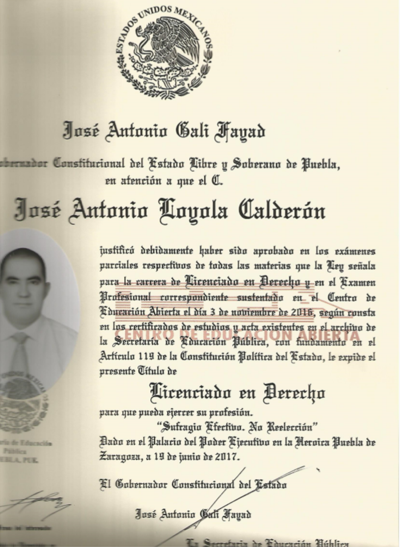 ESTADOS UNIDOS MEXICANOS
José Antonio Gali Fayad
obernador Constitucional del Estado Libre y Soberano de Puebla,
en atención a que el C.
José Antonio Loyola Calderón
justificó debidamente haber sido aprobado en los exámenes
parciales respectivos de todas las materias que la Ley señala
para la carrera de Licenciado en Derecho y en el Examen
Profesional correspondiente sustentado en el Centro de
Educación Abierta el día 3 de noviembre de 2016, según consta
CENTRO DE EDUCACIÓN ABIERTA
en los certificados de estudios y acta existentes en el archivo de
la Secretaría de Educación Pública, con fundamento en el
Artículo 119 de la Constitución Política del Estado, le expide el
presente Título de
Licenciado en Derecho
para que pueda ejercer su profesión.
"Sufragio Efectivo. No Reelección"
Dado en el Palacio del Poder Ejecutivo en la Heroica Puebla de
Zaragoza, a 19 de junio de 2017.
ría de Educación
Pública
EBLA, PUE.
El Gobernador Constitucional del Estado
José Antonio Gali Fayad
La Secretaria de Educación Pública